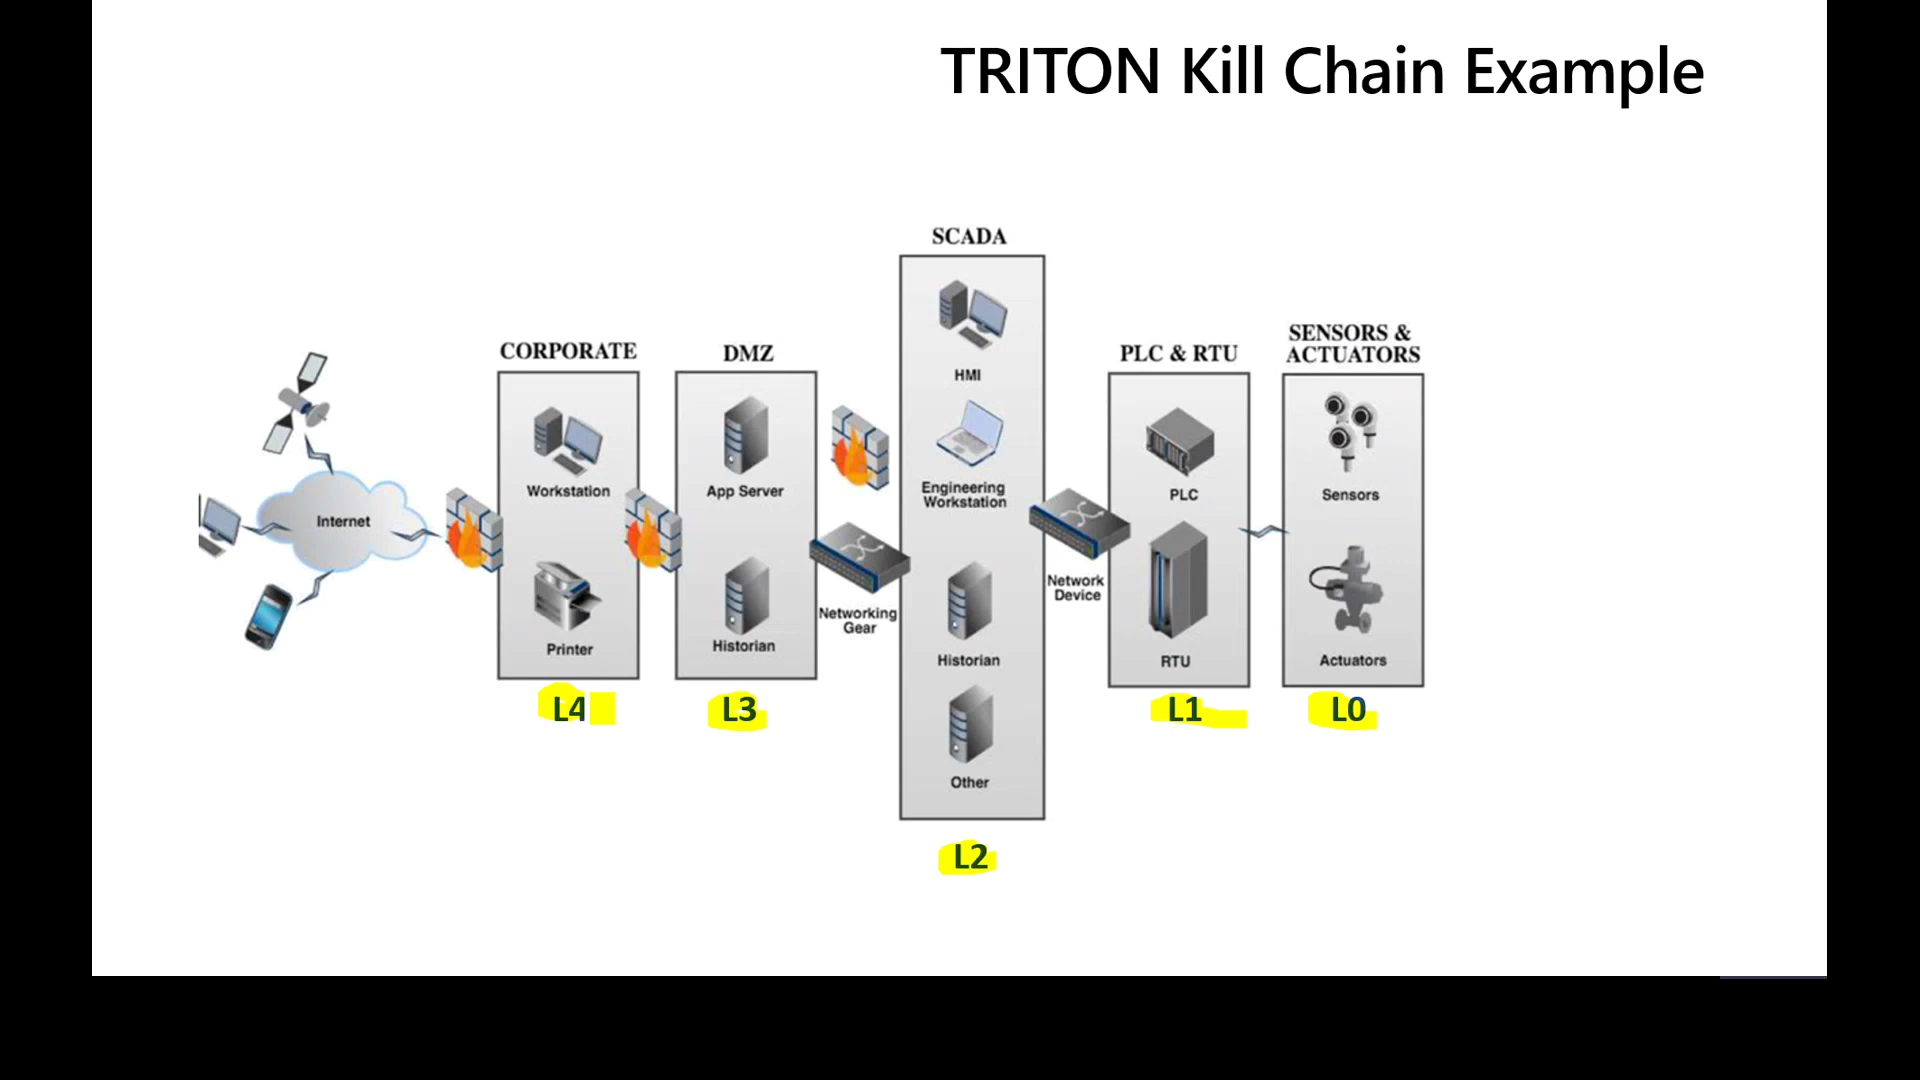 TRITON Kill Chain Example
SCADA
CORPORATE
DMZ
PLC & RTU
SENSORS &
ACTUATORS
HMI
Workstation
App Server
Engineering
Workstation
PLC
Sensors
Internet
Network
Device
Networking
Gear
Printer
Historian
Historian
RTU
Actuators
L4
L3
L1
L0
Other
L2